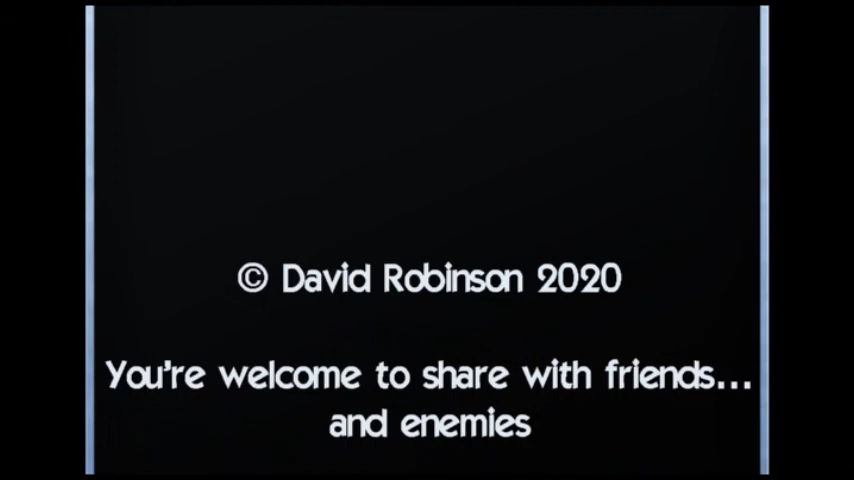 © David Robinson 2020
You're welcome to share with friends...
and enemies